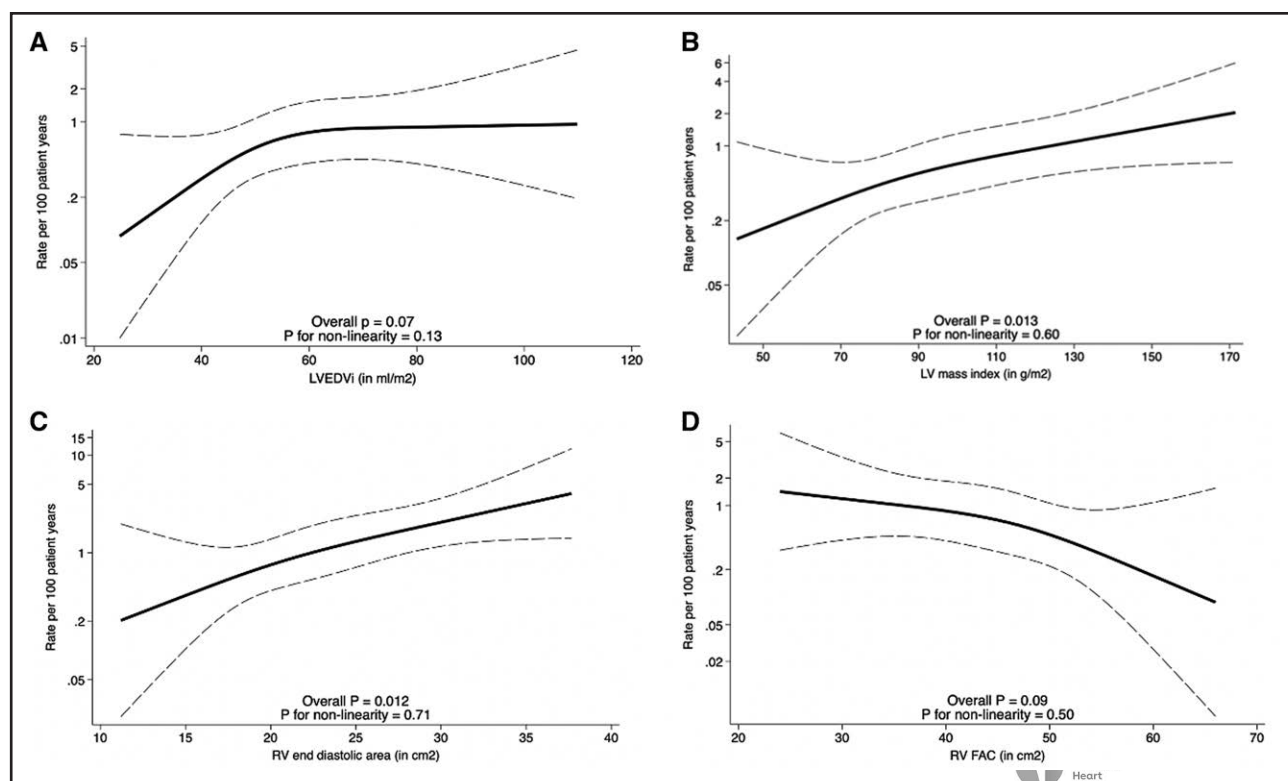 A
5
2
1
.2
.05
.01
Rate per 100 patient years
Overall p = 0.07
P for non-linearity = 0.13
20 40 60 80 100 120
LVEDVi (in ml/m2)
B
6
4
2
1
.2
.05
Rate per 100 patient years
Overall P = 0.013
P for non-linearity = 0.60
50 70 90 110 130 150 170
LV mass index (in g/m2)
C
15
10
5
1
.2
.05
Rate per 100 patient years
Overall P = 0.012
P for non-linearity = 0.71
10 15 20 25 30 35 40
RV end diastolic area (in cm2)
D
5
2
1
.2
.05
.02
Rate per 100 patient years
Overall P = 0.09
P for non-linearity = 0.50
20 30 40 50 60 70
RV FAC (in cm2)
Heart